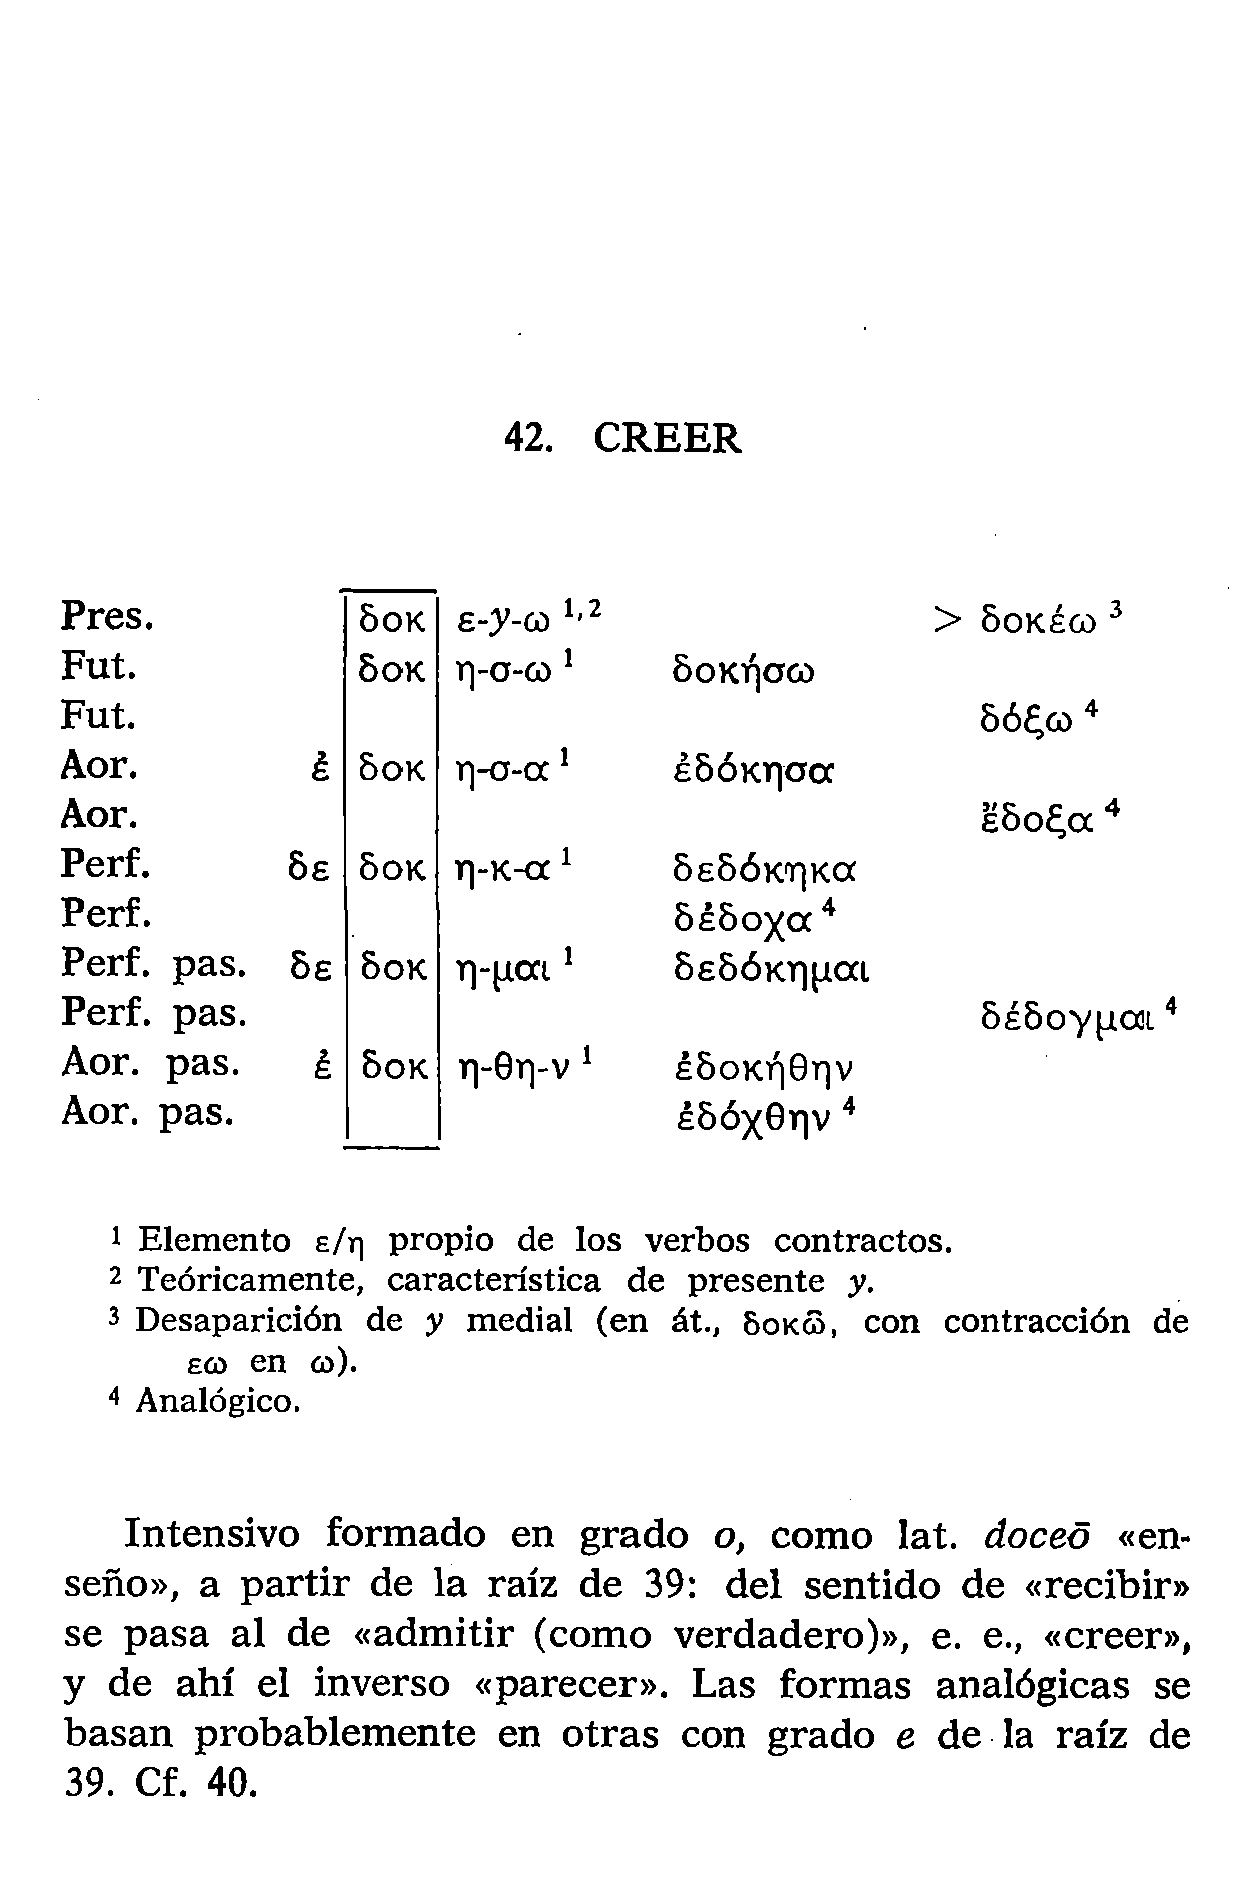 42. CREER
Pres. δοκ ε-y-ω ¹,² > δοκέω ³
Fut. δοκ η-σ-ω ¹ δοκήσω
Fut. δόξω ⁴
Aor. ἐ δοκ η-σ-α ¹ ἐδόκησα
Aor. ἔδοξα ⁴
Perf. δε δοκ η-κ-α ¹ δεδόκηκα
Perf. δέδοχα ⁴
Perf. pas. δε δοκ η-μαι ¹ δεδόκημαι
Perf. pas. δέδογμαι ⁴
Aor. pas. ἐ δοκ η-θη-ν ¹ ἐδοκήθην
Aor. pas. ἐδόχθην ⁴
¹ Elemento ε/η propio de los verbos contractos.
² Teóricamente, característica de presente y.
³ Desaparición de y medial (en át., δοκῶ, con contracción de
εω en ω).
⁴ Analógico.
Intensivo formado en grado o, como lat. doceō «en-
seño», a partir de la raíz de 39: del sentido de «recibir»
se pasa al de «admitir (como verdadero)», e. e., «creer»,
y de ahí el inverso «parecer». Las formas analógicas se
basan probablemente en otras con grado e de la raíz de
39. Cf. 40.